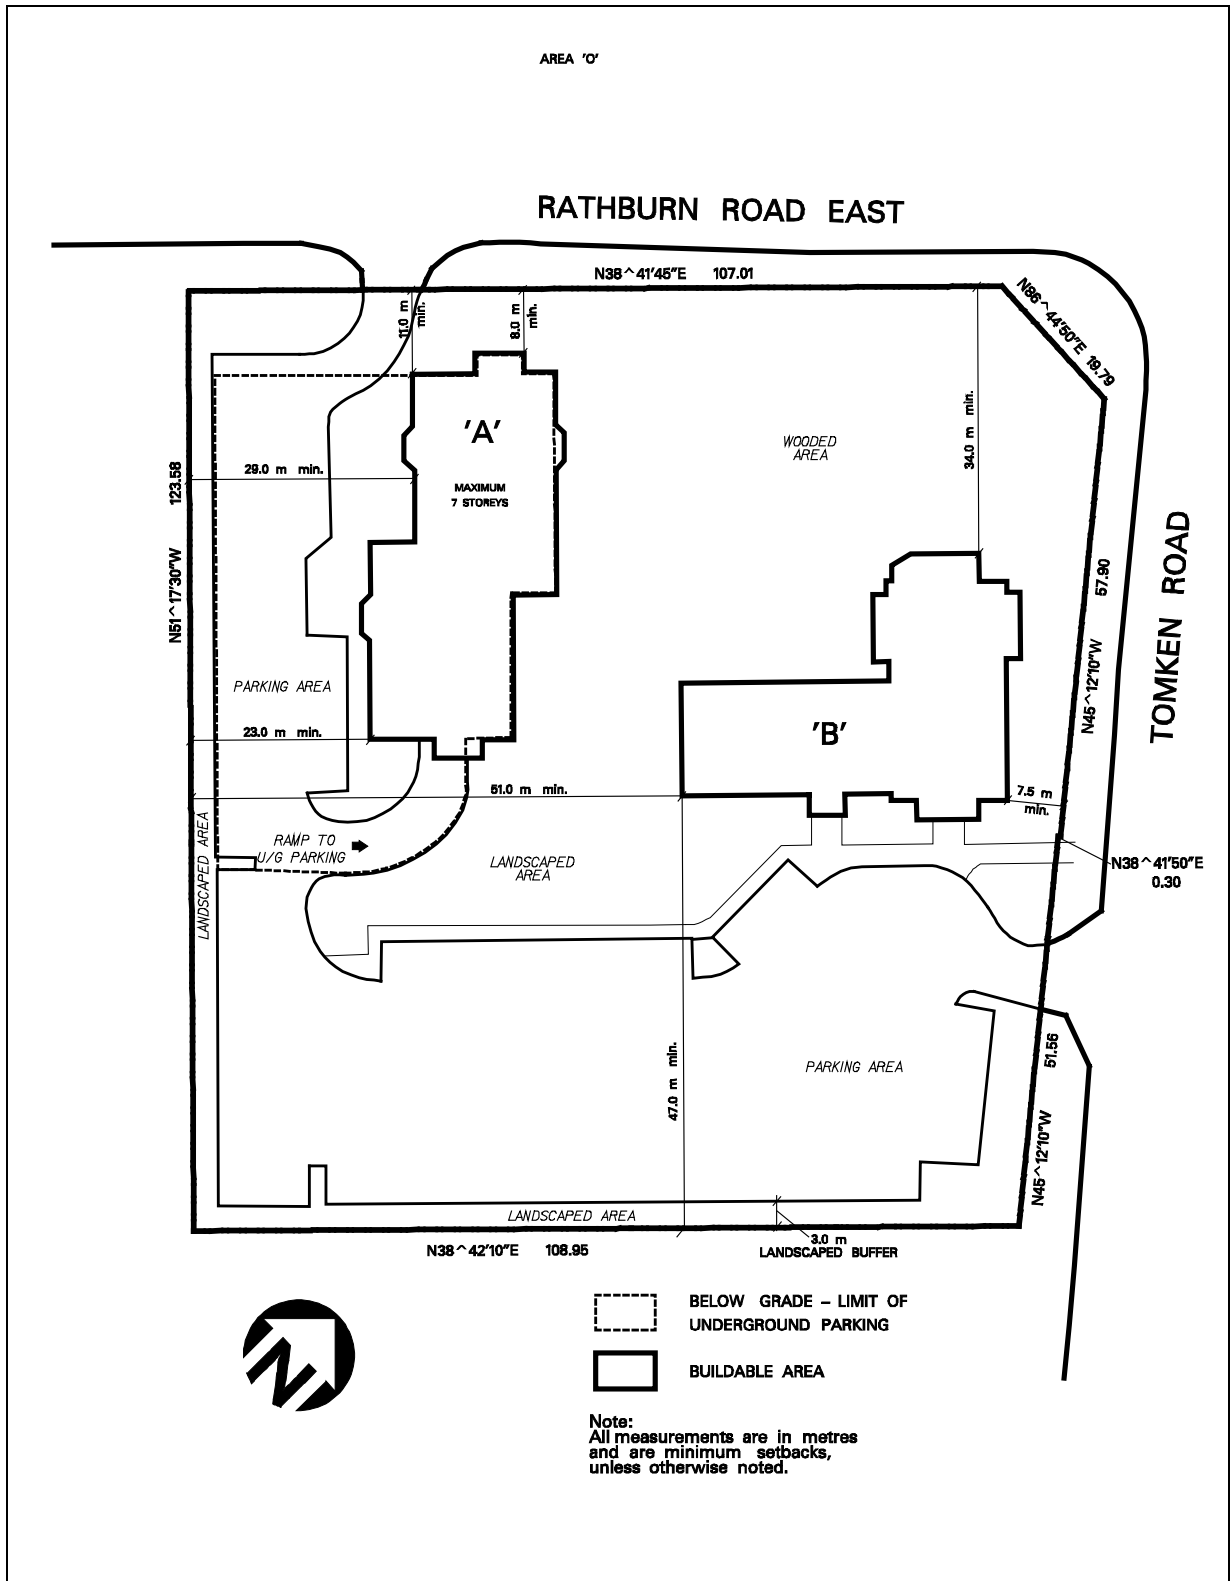 AREA 'O'
RATHBURN ROAD EAST
N38^41'45"E 107.01
N86^44'50"E 19.79
11.0 m min.
8.0 m min.
34.0 m min.
'A'
MAXIMUM
7 STOREYS
WOODED
AREA
29.0 m min.
123.58
N51^17'30"W
57.90
N45^12'10"W
TOMKEN ROAD
PARKING AREA
23.0 m min.
'B'
51.0 m min.
7.5 m
min.
LANDSCAPED AREA
RAMP TO
U/G PARKING
LANDSCAPED
AREA
N38^41'50"E
0.30
47.0 m min.
PARKING AREA
51.56
N45^12'10"W
LANDSCAPED AREA
N38^42'10"E 108.95
3.0 m
LANDSCAPED BUFFER
N
BELOW GRADE - LIMIT OF
UNDERGROUND PARKING
BUILDABLE AREA
Note:
All measurements are in metres
and are minimum setbacks,
unless otherwise noted.